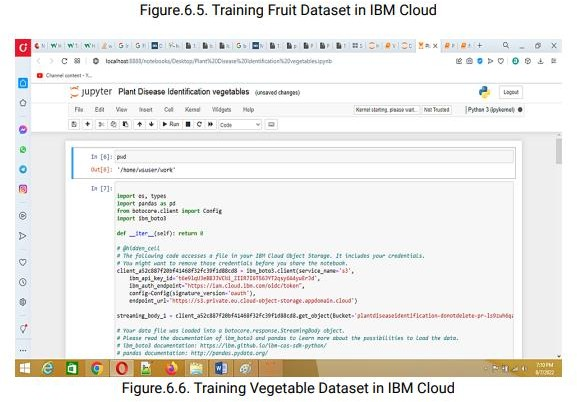 Figure.6.5. Training Fruit Dataset in IBM Cloud
localhost:8888/notebooks/Desktop/Plant%20Disease%20Identification%20vegetables.ipynb
Channel content - Y...
jupyter Plant Disease Identification vegetables (unsaved changes)
Logout
File Edit View Insert Cell Kernel Widgets Help
Kernel starting, please wait... Not Trusted Python 3 (ipykernel)
Run Code
In [6]: pwd
Out[6]: '/home/wsuser/work'
In [7]:
import os, types
import pandas as pd
from botocore.client import Config
import ibm_boto3
def __iter__(self): return 0
# @hidden_cell
# The following code accesses a file in your IBM Cloud Object Storage. It includes your credentials.
# You might want to remove those credentials before you share the notebook.
= ibm_boto3.client(service_name='s3',
ibm_api_key_id=
ibm_auth_endpoint="https://iam.cloud.ibm.com/oidc/token",
config=Config(signature_version='oauth'),
endpoint_url='https://s3.private.eu.cloud-object-storage.appdomain.cloud')
streaming_body_1 = .get_object(Bucket=
# Your data file was loaded into a botocore.response.StreamingBody object.
# Please read the documentation of ibm_boto3 and pandas to learn more about the possibilities to load the data.
# ibm_boto3 documentation: https://ibm.github.io/ibm-cos-sdk-python/
# pandas documentation: http://pandas.pydata.org/
7:10 PM
8/7/2022
Figure.6.6. Training Vegetable Dataset in IBM Cloud